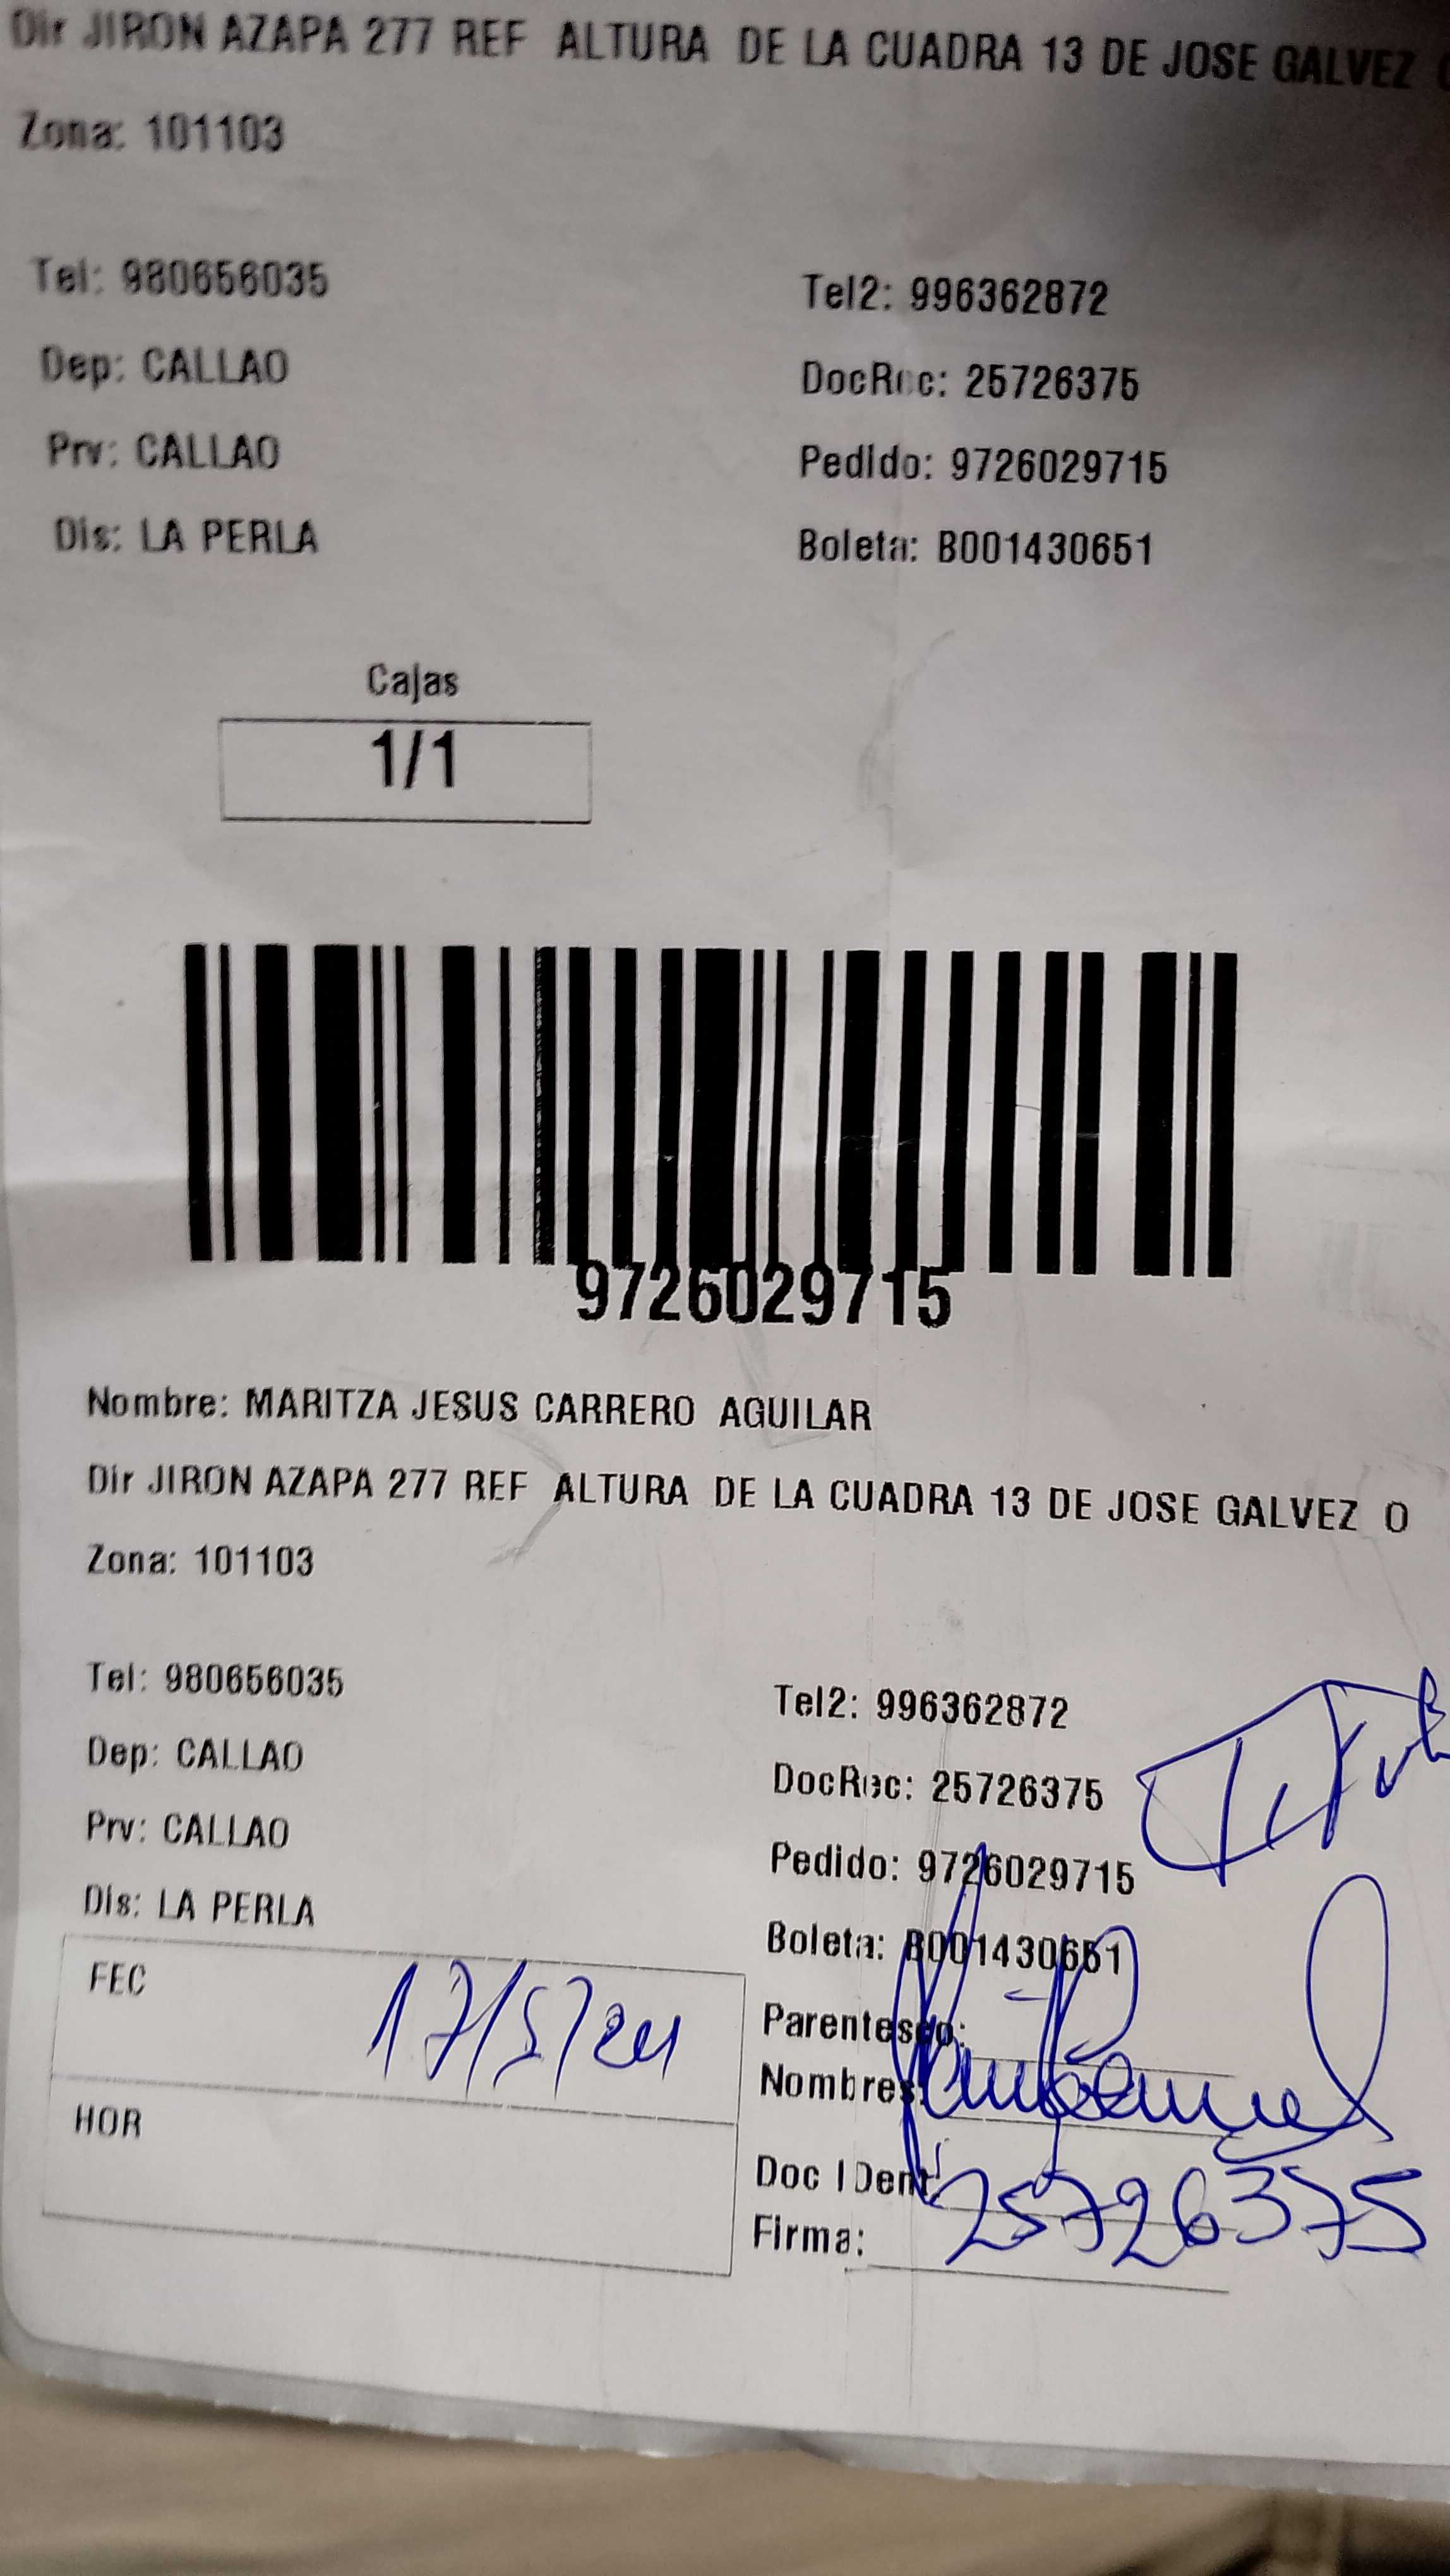 Dir JIRON AZAPA 277 REF ALTURA DE LA CUADRA 13 DE JOSE GALVEZ
Zona: 101103
Tel: 980656035 Tel2: 996362872
Dep: CALLAO DocRec: 25726375
Prv: CALLAO Pedido: 9726029715
Dis: LA PERLA Boleta: B001430651
Cajas
1/1
9726029715
Nombre: MARITZA JESUS CARRERO AGUILAR
Dir JIRON AZAPA 277 REF ALTURA DE LA CUADRA 13 DE JOSE GALVEZ O
Zona: 101103
Tel: 980656035 Tel2: 996362872
Dep: CALLAO DocRec: 25726375
Prv: CALLAO Pedido: 9726029715
Dis: LA PERLA Boleta: B001430651
FEC 17/5/24 Parentesco:
Nombres:
HOR Doc IDent: 25726375
Firma: